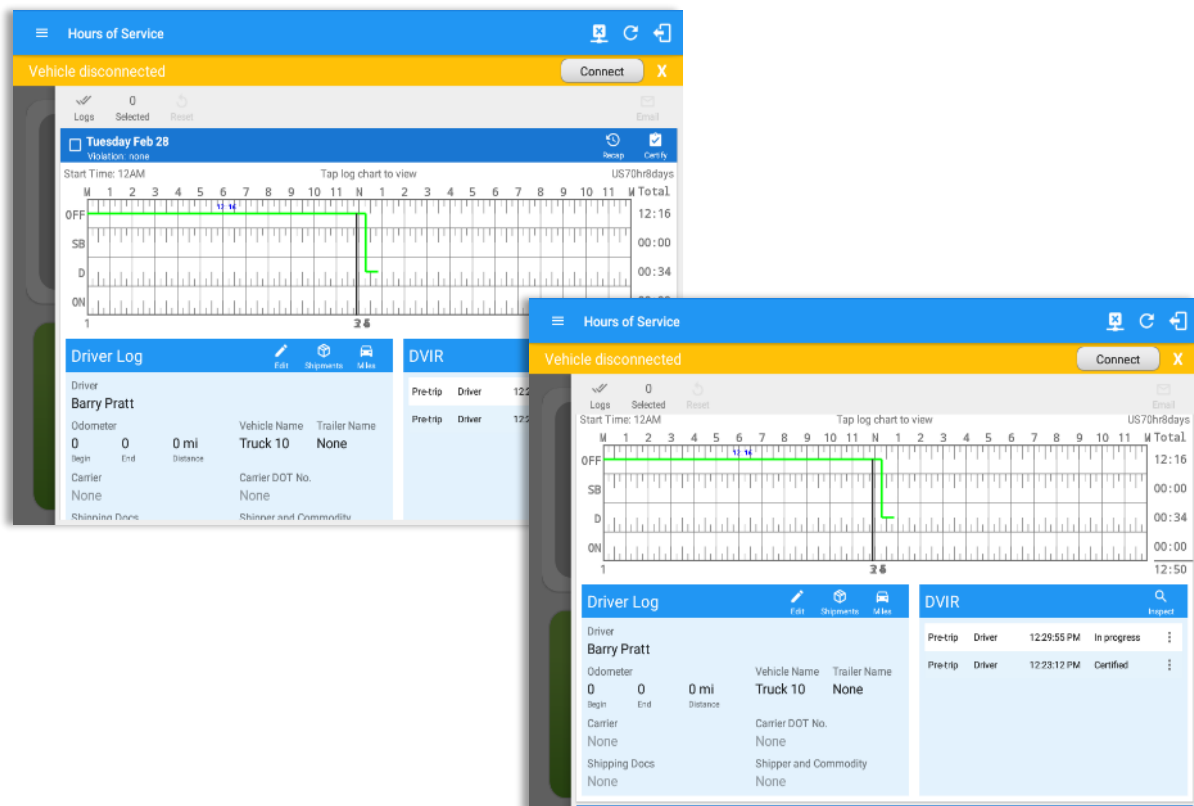 Hours of Service
Vehicle disconnected Connect X
Logs 0 Selected Reset Email
Tuesday Feb 28
Violation: none Recap Certify
Start Time: 12AM Tap log chart to view US70hr8days
M 1 2 3 4 5 6 7 8 9 10 11 N 1 2 3 4 5 6 7 8 9 10 11 M Total
12:16
OFF 12:16
SB 00:00
D 00:34
ON
1
Driver Log Edit Shipments Miles DVIR
Driver
Barry Pratt
Pre-trip Driver
Pre-trip Driver
Odometer Vehicle Name Trailer Name
0 0 0 mi Truck 10 None
Begin End Distance
Carrier Carrier DOT No.
None None
Shipping Docs Shipper and Commodity
Hours of Service
Vehicle disconnected Connect X
Logs 0 Selected Reset Email
Start Time: 12AM Tap log chart to view US70hr8days
M 1 2 3 4 5 6 7 8 9 10 11 N 1 2 3 4 5 6 7 8 9 10 11 M Total
12:16
OFF 12:16
SB 00:00
D 00:34
ON 00:00
1 12:50
Driver Log Edit Shipments Miles DVIR Inspect
Driver
Barry Pratt
Pre-trip Driver 12:29:55 PM In progress
Pre-trip Driver 12:23:12 PM Certified
Odometer Vehicle Name Trailer Name
0 0 0 mi Truck 10 None
Begin End Distance
Carrier Carrier DOT No.
None None
Shipping Docs Shipper and Commodity
None None